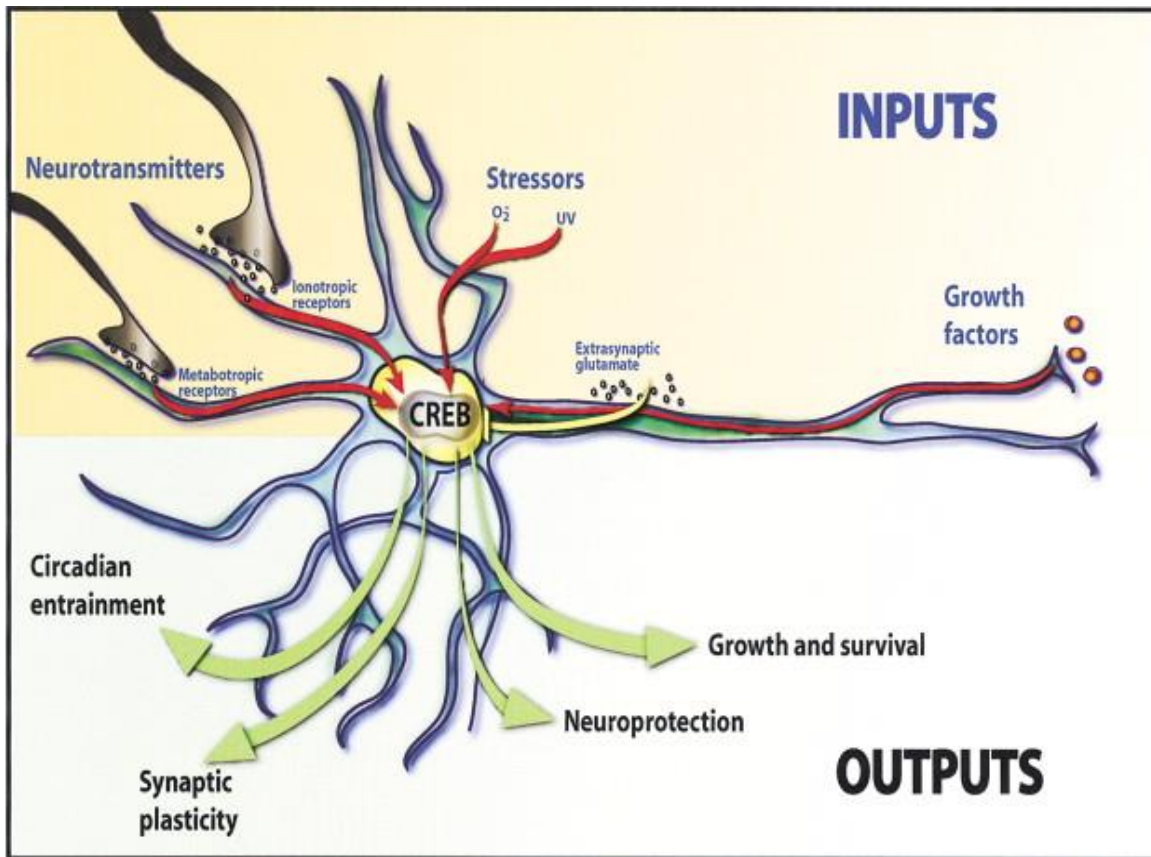 INPUTS
Neurotransmitters
Stressors
O₂⁻
UV
Ionotropic
receptors
Growth
factors
Extrasynaptic
glutamate
Metabotropic
receptors
CREB
Circadian
entrainment
Growth and survival
Neuroprotection
Synaptic
plasticity
OUTPUTS